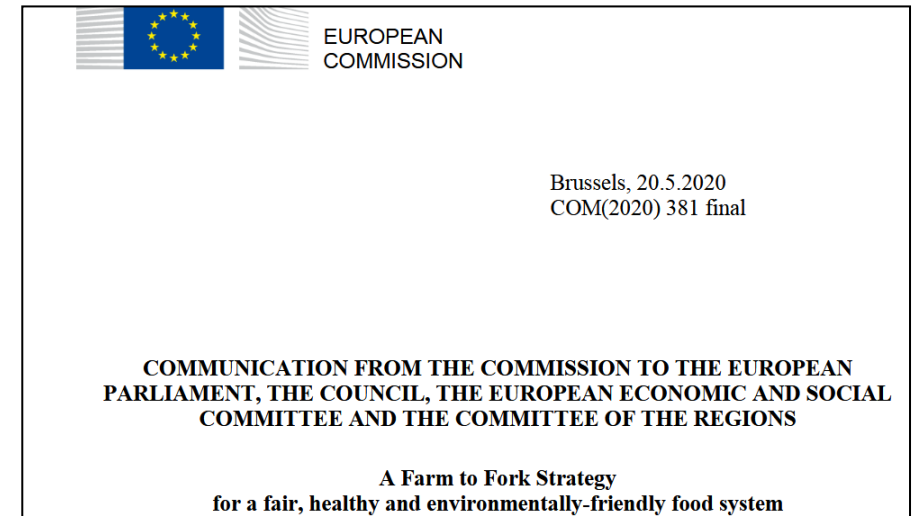 EUROPEAN
COMMISSION
Brussels, 20.5.2020
COM(2020) 381 final
COMMUNICATION FROM THE COMMISSION TO THE EUROPEAN
PARLIAMENT, THE COUNCIL, THE EUROPEAN ECONOMIC AND SOCIAL
COMMITTEE AND THE COMMITTEE OF THE REGIONS
A Farm to Fork Strategy
for a fair, healthy and environmentally-friendly food system